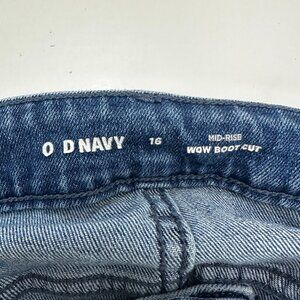 O D NAVY
16
MID-RISE
WOW BOOT CUT